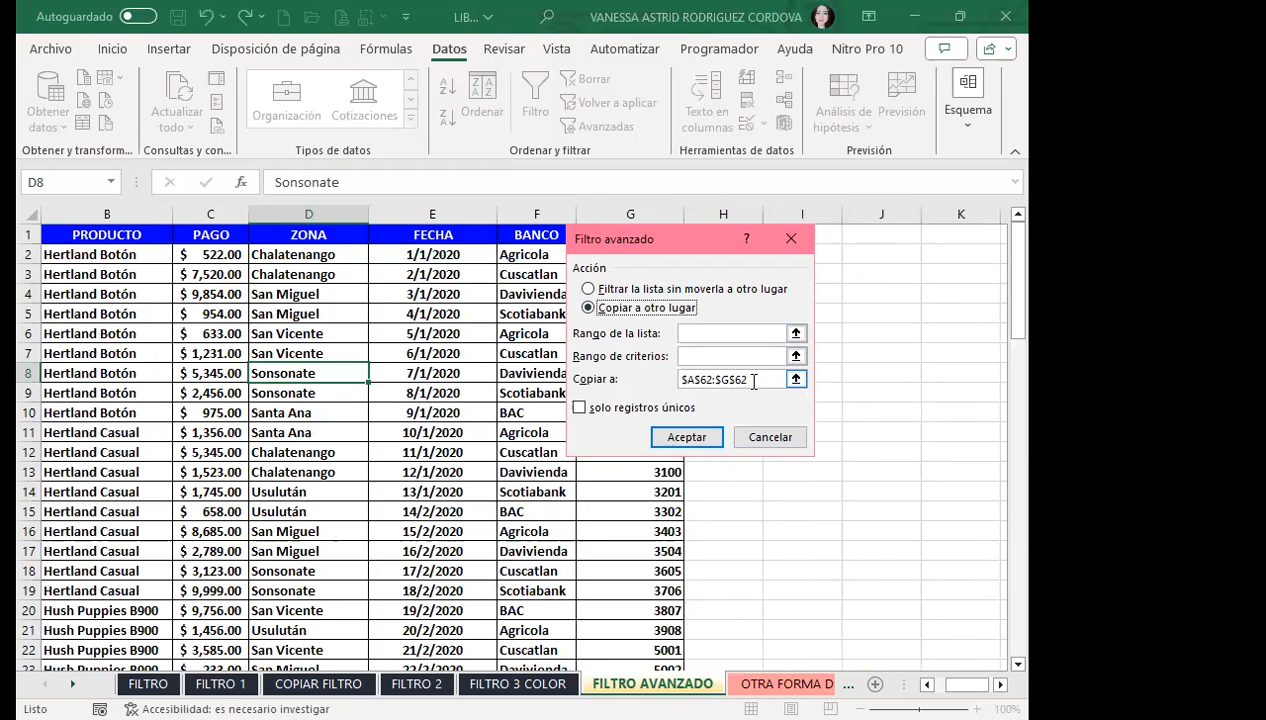 Autoguardado LIB... VANESSA ASTRID RODRIGUEZ CORDOVA
Archivo Inicio Insertar Disposición de página Fórmulas Datos Revisar Vista Automatizar Programador Ayuda Nitro Pro 10
Obtener datos Actualizar todo Organización Cotizaciones Ordenar Filtro Borrar Volver a aplicar Avanzadas Texto en columnas Análisis de hipótesis Previsión Esquema
Obtener y transform... Consultas y con... Tipos de datos Ordenar y filtrar Herramientas de datos Previsión
D8 fx Sonsonate
B C D E F G H I J K
1 PRODUCTO PAGO ZONA FECHA BANCO
2 Hertland Botón $ 522.00 Chalatenango 1/1/2020 Agricola
3 Hertland Botón $ 7,520.00 Chalatenango 2/1/2020 Cuscatlan
4 Hertland Botón $ 9,854.00 San Miguel 3/1/2020 Davivienda
5 Hertland Botón $ 954.00 San Miguel 4/1/2020 Scotiabank
6 Hertland Botón $ 633.00 San Vicente 5/1/2020 Agricola
7 Hertland Botón $ 1,231.00 San Vicente 6/1/2020 Cuscatlan
8 Hertland Botón $ 5,345.00 Sonsonate 7/1/2020 Davivienda
9 Hertland Botón $ 2,456.00 Sonsonate 8/1/2020 Scotiabank
10 Hertland Botón $ 975.00 Santa Ana 9/1/2020 BAC
11 Hertland Casual $ 1,356.00 Santa Ana 10/1/2020 Agricola
12 Hertland Casual $ 5,345.00 Chalatenango 11/1/2020 Cuscatlan
13 Hertland Casual $ 1,523.00 Chalatenango 12/1/2020 Davivienda 3100
14 Hertland Casual $ 1,745.00 Usulután 13/1/2020 Scotiabank 3201
15 Hertland Casual $ 658.00 Usulután 14/2/2020 BAC 3302
16 Hertland Casual $ 8,685.00 San Miguel 15/2/2020 Agricola 3403
17 Hertland Casual $ 2,789.00 San Miguel 16/2/2020 Davivienda 3504
18 Hertland Casual $ 3,123.00 Sonsonate 17/2/2020 Cuscatlan 3605
19 Hertland Casual $ 9,999.00 Sonsonate 18/2/2020 Scotiabank 3706
20 Hush Puppies B900 $ 9,756.00 San Vicente 19/2/2020 BAC 3807
21 Hush Puppies B900 $ 1,456.00 Usulután 20/2/2020 Agricola 3908
22 Hush Puppies B900 $ 3,585.00 San Vicente 21/2/2020 Cuscatlan 5001
23 Hush Puppies B900 $ 233.00 San Miguel 22/2/2020 Davivienda 5002
Filtro avanzado ?
Acción
Filtrar la lista sin moverla a otro lugar
Copiar a otro lugar
Rango de la lista:
Rango de criterios:
Copiar a: $A$62:$G$62
Solo registros únicos
Aceptar Cancelar
FILTRO FILTRO 1 COPIAR FILTRO FILTRO 2 FILTRO 3 COLOR FILTRO AVANZADO OTRA FORMA D ...
Listo Accesibilidad: es necesario investigar 100%